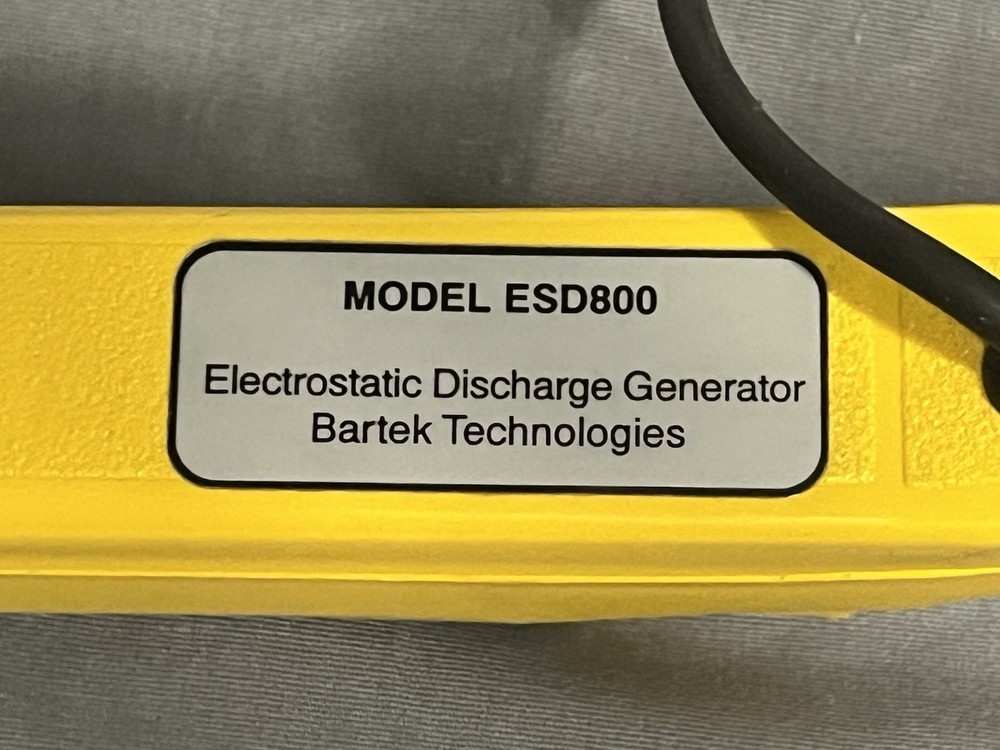 MODEL ESD800
Electrostatic Discharge Generator
Bartek Technologies